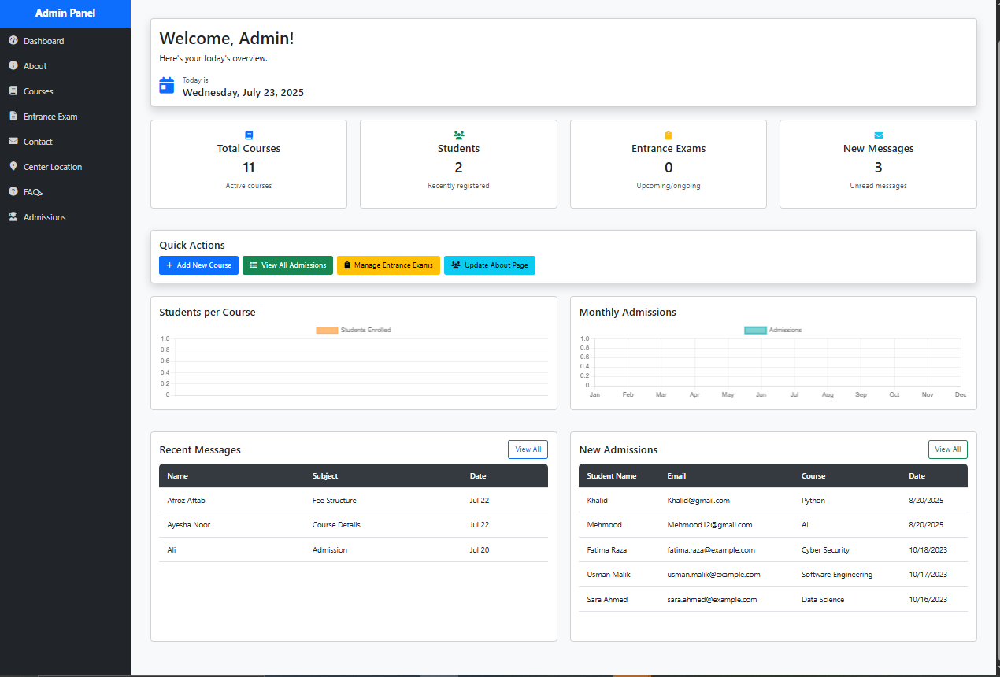 Admin Panel
Dashboard
About
Courses
Entrance Exam
Contact
Center Location
FAQs
Admissions
Welcome, Admin!
Here's your today's overview.
Today is
Wednesday, July 23, 2025
Total Courses
11
Active courses
Students
2
Recently registered
Entrance Exams
0
Upcoming/ongoing
New Messages
3
Unread messages
Quick Actions
Add New Course
View All Admissions
Manage Entrance Exams
Update About Page
Students per Course
Students Enrolled
1.0
0.8
0.6
0.4
0.2
0
Monthly Admissions
Admissions
1.0
0.8
0.6
0.4
0.2
0
Jan Feb Mar Apr May Jun Jul Aug Sep Oct Nov Dec
Recent Messages
View All
Name Subject Date
Afroz Aftab Fee Structure Jul 22
Ayesha Noor Course Details Jul 22
Ali Admission Jul 20
New Admissions
View All
Student Name Email Course Date
Khalid Khalid@gmail.com Python 8/20/2025
Mehmood Mehmood12@gmail.com AI 8/20/2025
Fatima Raza fatima.raza@example.com Cyber Security 10/18/2023
Usman Malik usman.malik@example.com Software Engineering 10/17/2023
Sara Ahmed sara.ahmed@example.com Data Science 10/16/2023